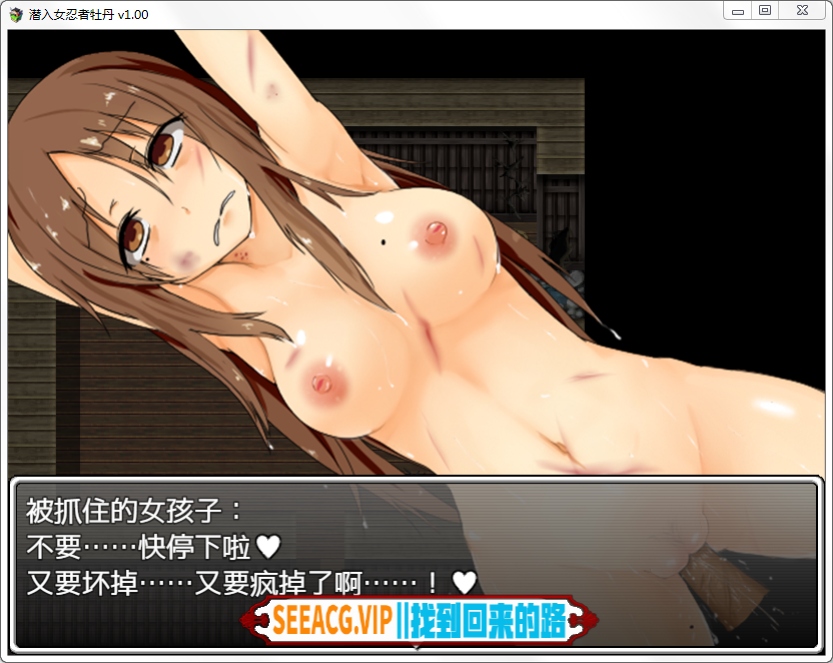 潜入女忍者牡丹 v1.00
被抓住的女孩子：
不要……快停下啦♥
又要坏掉……又要疯掉了啊……！♥
SEEACG.VIP||找到回来的路